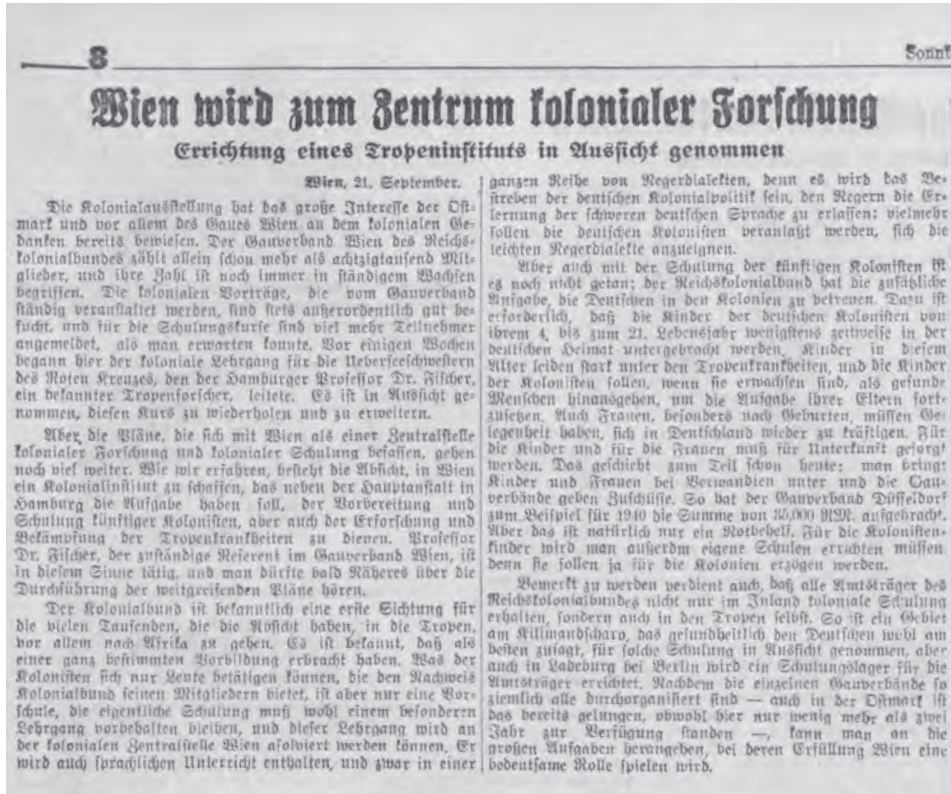 8
Sonnt
Wien wird zum Zentrum kolonialer Forschung
Errichtung eines Tropeninstituts in Aussicht genommen
Wien, 21. September.
Die Kolonialausstellung hat das große Interesse der Ost-
mark und vor allem des Gaues Wien an dem kolonialen Ge-
danken bereits bewiesen. Der Gauverband Wien des Reichs-
kolonialbundes zählt allein schon mehr als achtzigtausend Mit-
glieder, und ihre Zahl ist noch immer in ständigem Wachsen
begriffen. Die kolonialen Vorträge, die vom Gauverband
ständig veranstaltet werden, sind stets außerordentlich gut be-
sucht, und für die Schulungskurse sind viel mehr Teilnehmer
angemeldet, als man erwarten konnte. Vor einigen Wochen
begann hier der koloniale Lehrgang für die Ueberseeschwestern
des Roten Kreuzes, den der Hamburger Professor Dr. Fischer,
ein bekannter Tropenforscher, leitete. Es ist in Aussicht ge-
nommen, diesen Kurs zu wiederholen und zu erweitern.
Aber die Pläne, die sich mit Wien als einer Zentralstelle
kolonialer Forschung und kolonialer Schulung befassen, gehen
noch viel weiter. Wie wir erfahren, besteht die Absicht, in Wien
ein Kolonialinstitut zu schaffen, das neben der Hauptanstalt in
Hamburg die Aufgabe haben soll, der Vorbereitung und
Schulung künftiger Kolonisten, aber auch der Erforschung und
Bekämpfung der Tropenkrankheiten zu dienen. Professor
Dr. Fischer, der zuständige Referent im Gauverband Wien, ist
in diesem Sinne tätig, und man dürfte bald Näheres über die
Durchführung der weitgreifenden Pläne hören.
Der Kolonialbund ist bekanntlich eine erste Sichtung für
die vielen Tausenden, die die Absicht haben, in die Tropen,
vor allem nach Afrika zu gehen. Es ist bekannt, daß als
einer ganz bestimmten Vorbildung erbracht haben. Was der
Kolonisten sich nur Leute betätigen können, die den Nachweis
Kolonialbund seinen Mitgliedern bietet, ist aber nur eine Vor-
schule, die eigentliche Schulung muß wohl einem besonderen
Lehrgang vorbehalten bleiben, und dieser Lehrgang wird an
der kolonialen Zentralstelle Wien absolviert werden können. Er
wird auch sprachlichen Unterricht enthalten, und zwar in einer
ganzen Reihe von Negerdialekten, denn es wird das Be-
streben der deutschen Kolonialpolitik sein, den Negern die Er-
lernung der schweren deutschen Sprache zu erlassen; vielmehr
sollen die deutschen Kolonisten veranlaßt werden, sich die
leichten Negerdialekte anzueignen.
Aber auch mit der Schulung der künftigen Kolonisten ist
es noch nicht getan; der Reichskolonialbund hat die zusätzliche
Aufgabe, die Deutschen in den Kolonien zu betreuen. Dazu ist
erforderlich, daß die Kinder der deutschen Kolonisten von
ihrem 4. bis zum 21. Lebensjahr wenigstens zeitweise in der
deutschen Heimat untergebracht werden. Kinder in diesem
Alter leiden stark unter den Tropenkrankheiten, und die Kinder
der Kolonisten sollen, wenn sie erwachsen sind, als gesunde
Menschen hinausgehen, um die Aufgabe ihrer Eltern fort-
zusetzen. Auch Frauen, besonders nach Geburten, müssen Ge-
legenheit haben, sich in Deutschland wieder zu kräftigen. Für
die Kinder und für die Frauen muß für Unterkunft gesorgt
werden. Das geschieht zum Teil schon heute; man bringt
Kinder und Frauen bei Verwandten unter und die Gau-
verbände geben Zuschüsse. So hat der Gauverband Düsseldorf
zum Beispiel für 1940 die Summe von 35.000 RM. aufgebracht.
Aber das ist natürlich nur ein Notbehelf. Für die Kolonisten-
kinder wird man außerdm eigene Schulen errichten müssen
denn sie sollen ja für die Kolonien erzogen werden.
Bemerkt zu werden verdient auch, daß alle Amtsträger des
Reichskolonialbundes nicht nur im Inland koloniale Schulung
erhalten, sondern auch in den Tropen selbst. So ist ein Gebiet
am Kilimandscharo, das gesundheitlich den Deutschen wohl am
besten zusagt, für solche Schulung in Aussicht genommen, aber
auch in Ladeburg bei Berlin wird ein Schulungslager für die
Amtsträger errichtet. Nachdem die einzelnen Gauverbände so
ziemlich alle durchorganisiert sind — auch in der Ostmark ist
das bereits gelungen, obwohl hier nur wenig mehr als zwei
Jahr zur Verfügung standen —, kann man an die
großen Aufgaben herangehen, bei deren Erfüllung Wien eine
bedeutsame Rolle spielen wird.